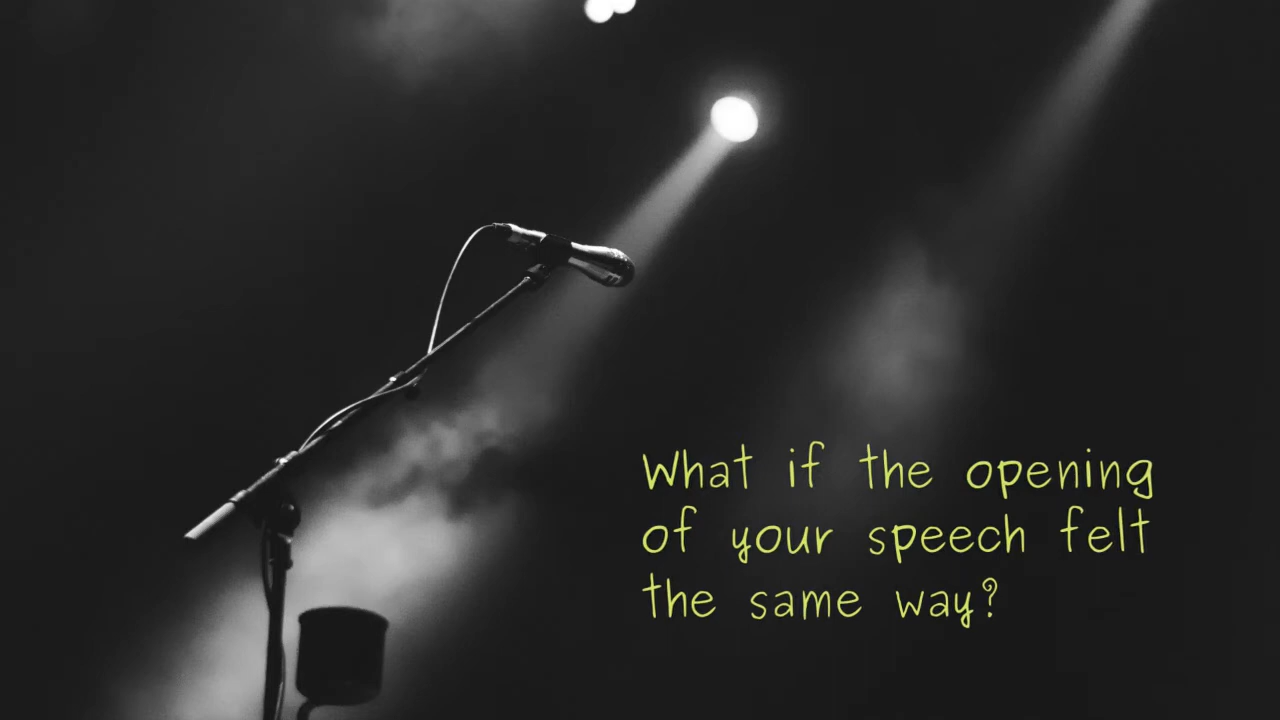 What if the opening
of your speech felt
the same way?